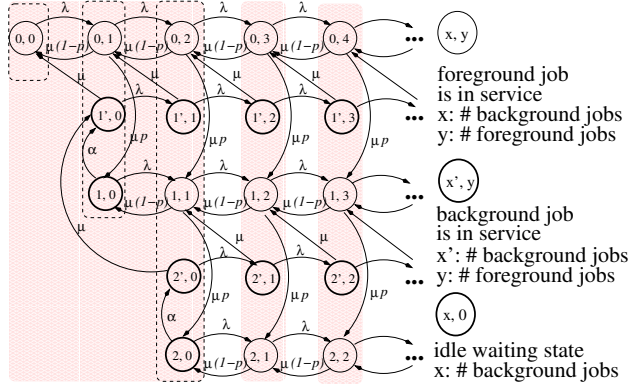 λ λ λ λ
0, 0 0, 1 0, 2 0, 3 0, 4 ••• x, y
μ(1-p) μ(1-p) μ(1-p) μ(1-p)
μ μ μ μ
foreground job
is in service
x: # background jobs
y: # foreground jobs
λ λ λ
1', 0 1', 1 1', 2 1', 3 •••
μp μp μp μp
α
λ λ λ
1, 0 1, 1 1, 2 1, 3 ••• x', y
μ(1-p) μ(1-p) μ(1-p)
μ μ μ
background job
is in service
x': # background jobs
y: # foreground jobs
λ λ
2', 0 2', 1 2', 2 •••
μp μp μp
α
x, 0
λ λ
2, 0 2, 1 2, 2 •••
μ(1-p) μ(1-p)
idle waiting state
x: # background jobs